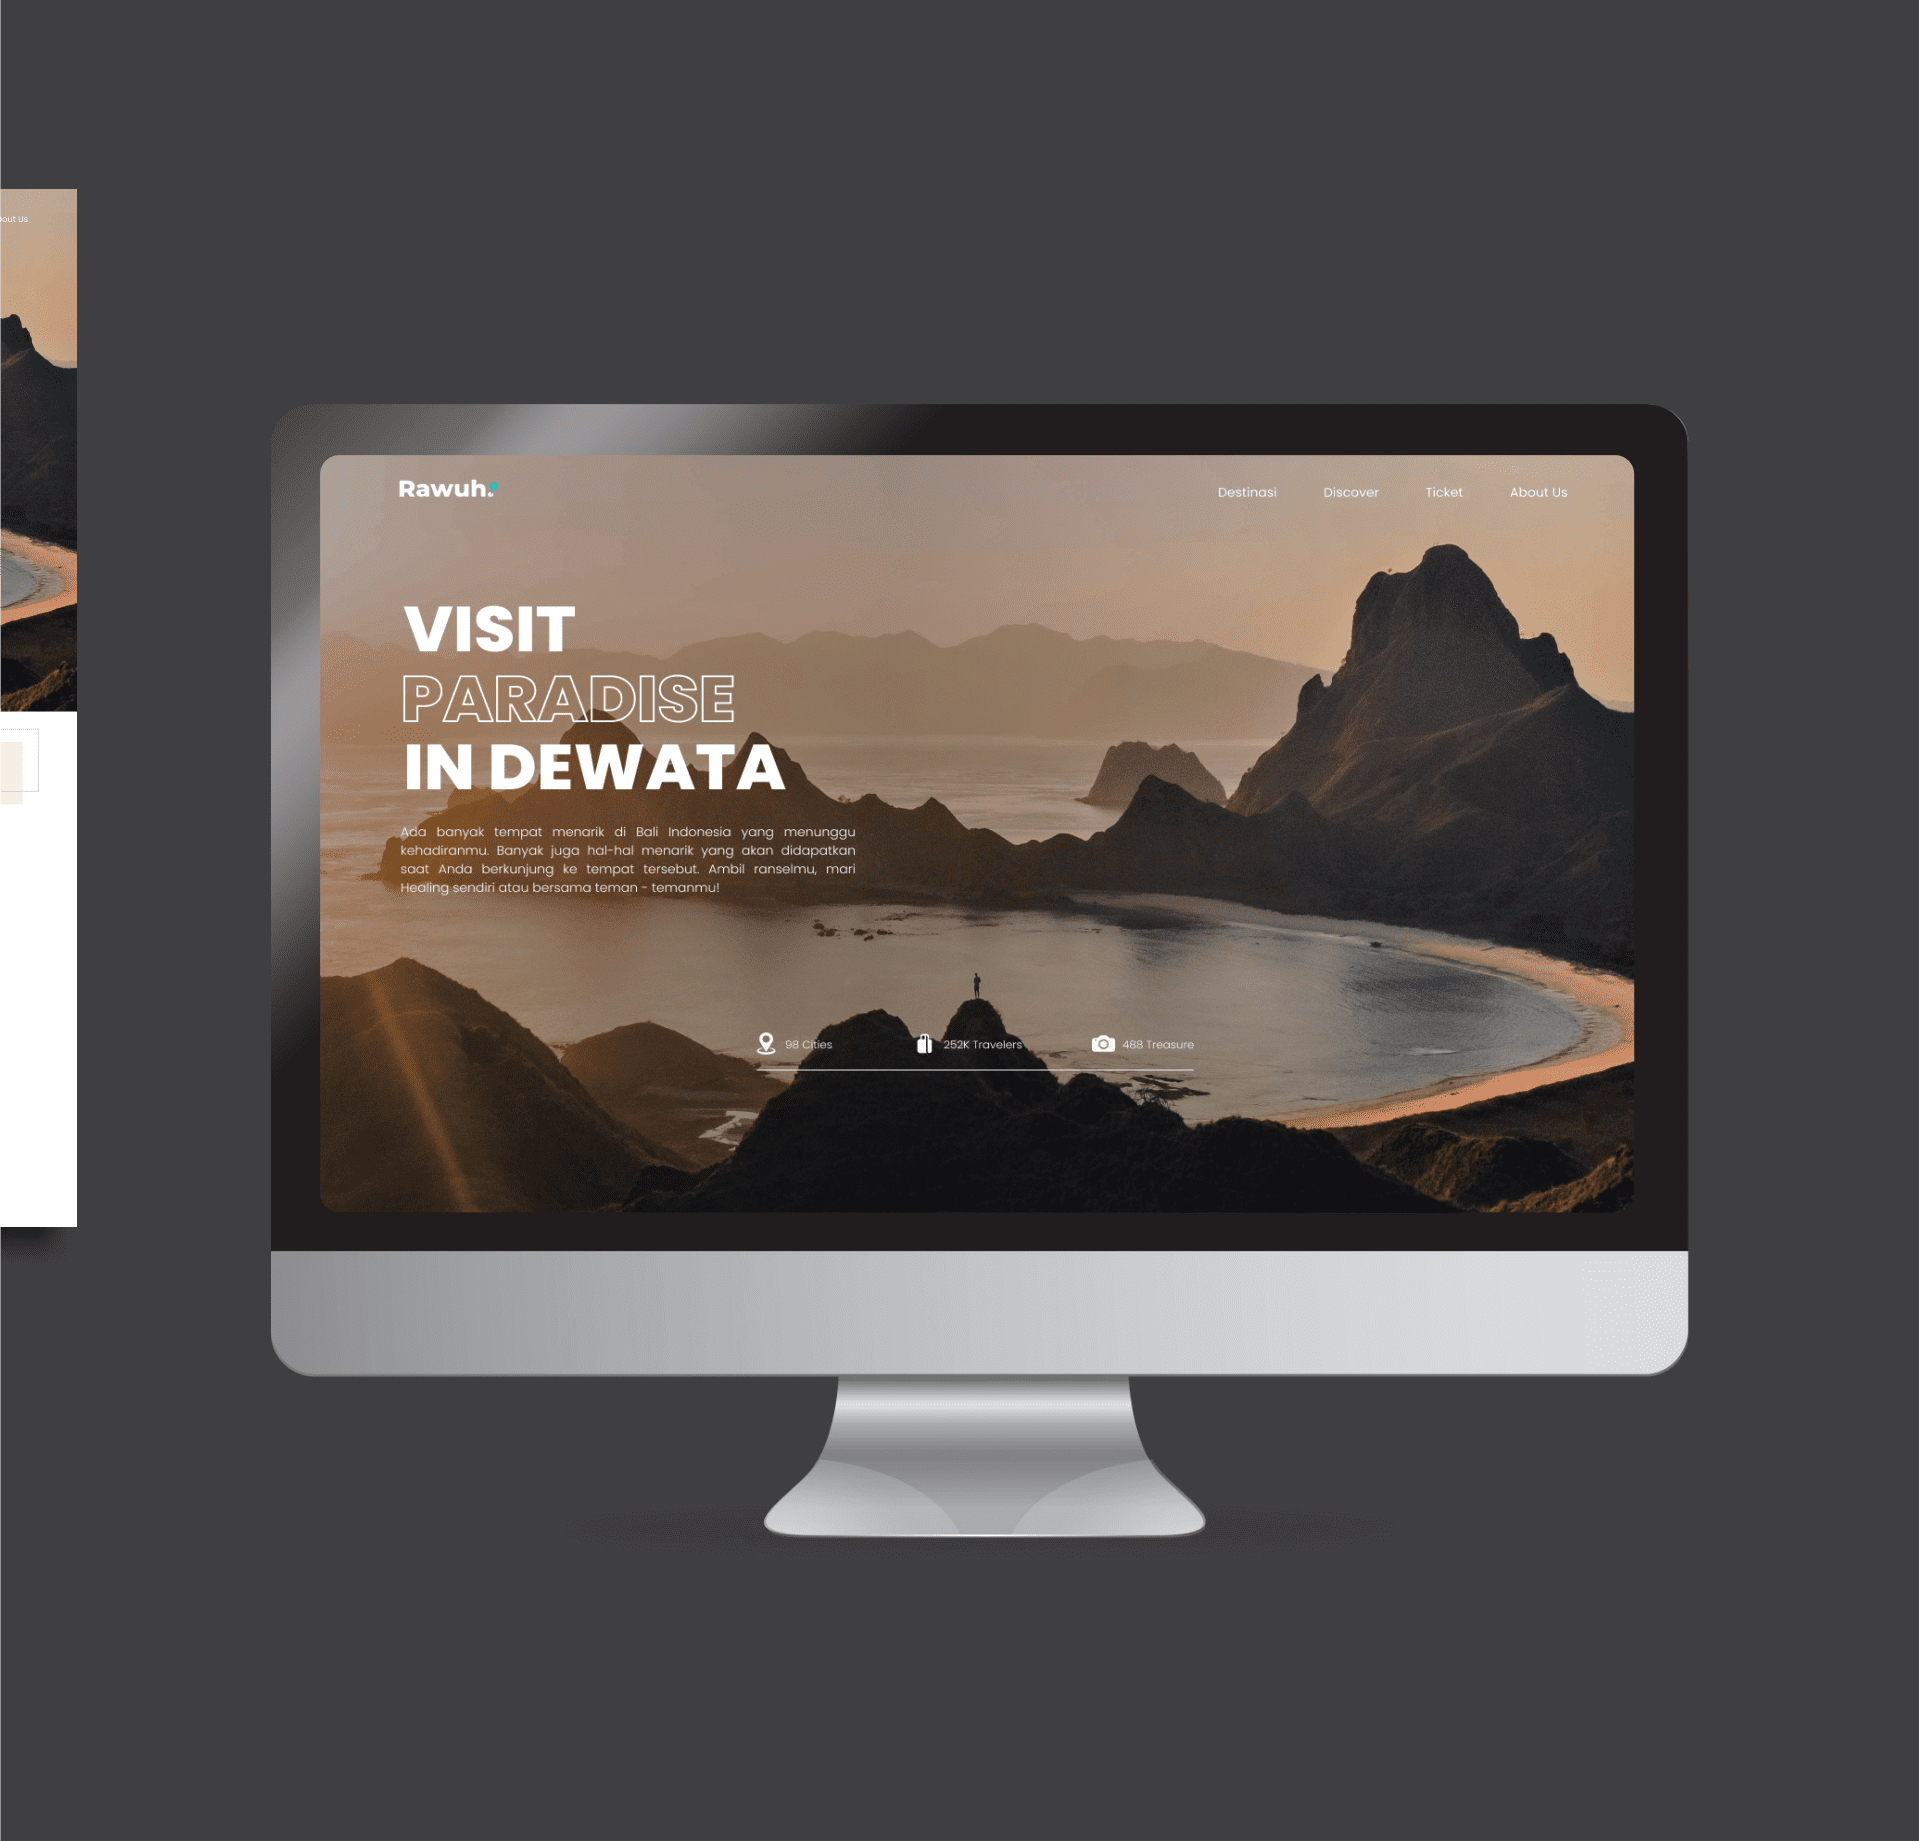 out Us
Rawuh.
Destinasi Discover Ticket About Us
VISIT
PARADISE
IN DEWATA
Ada banyak tempat menarik di Bali Indonesia yang menunggu
kehadiranmu. Banyak juga hal-hal menarik yang akan didapatkan
saat Anda berkunjung ke tempat tersebut. Ambil ranselmu, mari
Healing sendiri atau bersama teman - temanmu!
98 Cities 252K Travelers 488 Treasure